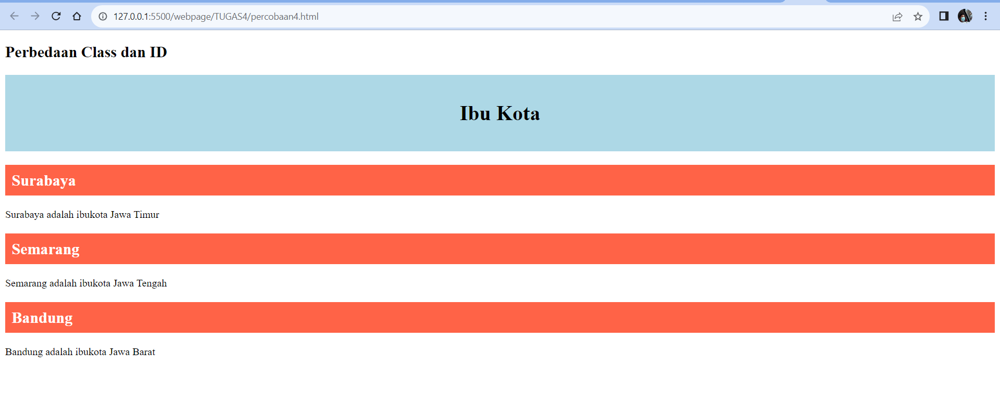 127.0.0.1:5500/webpage/TUGAS4/percobaan4.html
Perbedaan Class dan ID
Ibu Kota
Surabaya
Surabaya adalah ibukota Jawa Timur
Semarang
Semarang adalah ibukota Jawa Tengah
Bandung
Bandung adalah ibukota Jawa Barat